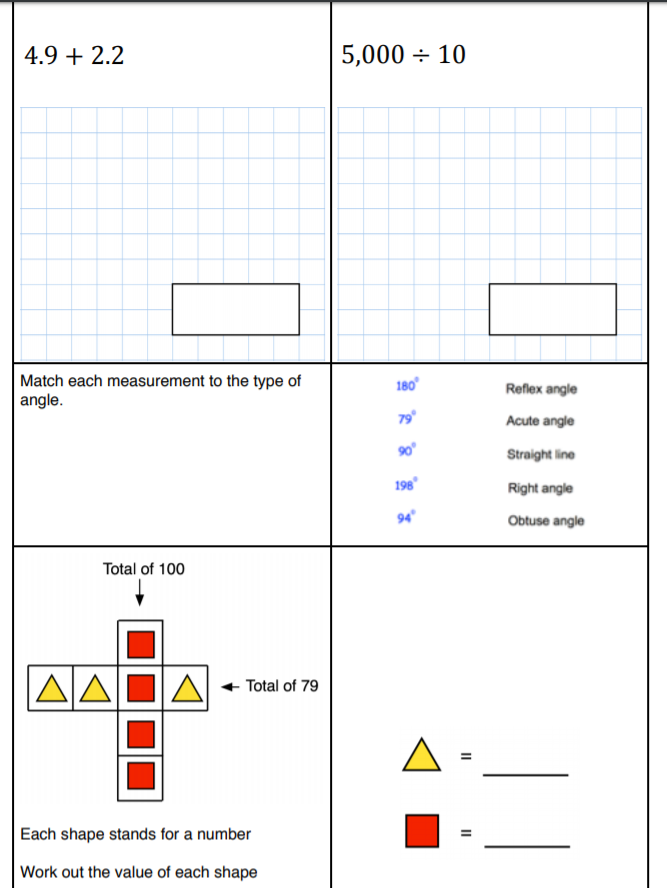 4.9 + 2.2
5,000 ÷ 10
Match each measurement to the type of
angle.
180° Reflex angle
79° Acute angle
90° Straight line
198° Right angle
94° Obtuse angle
Total of 100
Total of 79
Each shape stands for a number
Work out the value of each shape
=
=